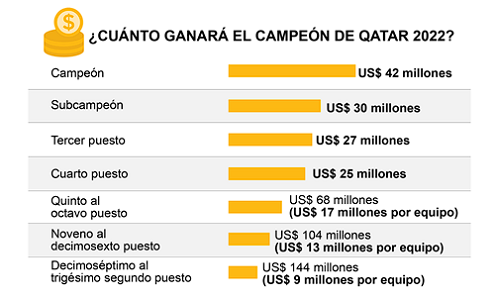 ¿CUÁNTO GANARÁ EL CAMPEÓN DE QATAR 2022?
Campeón
US$ 42 millones
Subcampeón
US$ 30 millones
Tercer puesto
US$ 27 millones
Cuarto puesto
US$ 25 millones
Quinto al
octavo puesto
US$ 68 millones
(US$ 17 millones por equipo)
Noveno al
decimosexto puesto
US$ 104 millones
(US$ 13 millones por equipo)
Decimoséptimo al
trigésimo segundo puesto
US$ 144 millones
(US$ 9 millones por equipo)